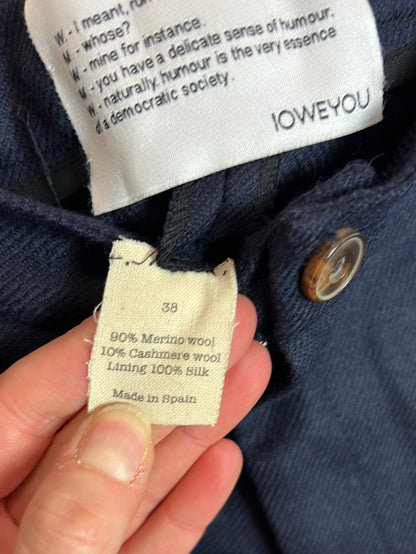 W.- I meant,
M.- whose?
W.- mine for instance.
M.- you have a delicate sense of humour.
W.- naturally, humour is the very essence
of a democratic society.
IOWEYOU
38
90% Merino wool
10% Cashmere wool
Lining 100% Silk
Made in Spain